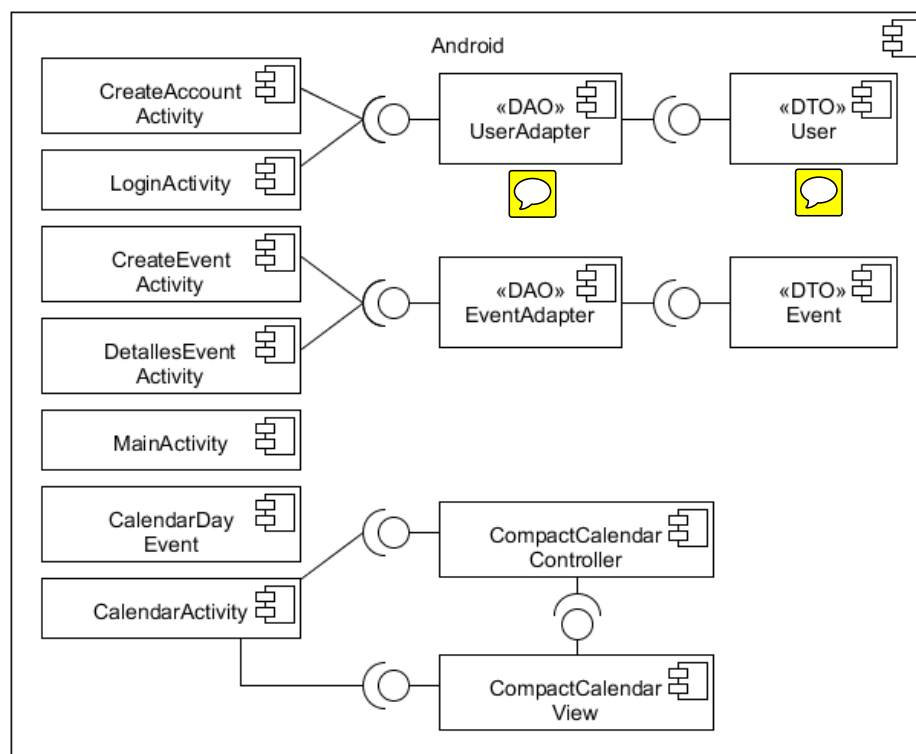 Android
CreateAccount
Activity
«DAO»
UserAdapter
«DTO»
User
LoginActivity
CreateEvent
Activity
«DAO»
EventAdapter
«DTO»
Event
DetallesEvent
Activity
MainActivity
CalendarDay
Event
CompactCalendar
Controller
CalendarActivity
CompactCalendar
View